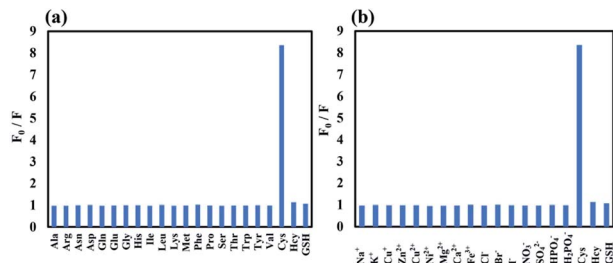 (a)
F₀ / F
9
8
7
6
5
4
3
2
1
0
Ala
Arg
Asn
Asp
Gln
Glu
Gly
His
Ile
Leu
Lys
Met
Phe
Pro
Ser
Thr
Trp
Tyr
Val
Cys
Hcy
GSH
(b)
F₀ / F
9
8
7
6
5
4
3
2
1
0
Na⁺
K⁺
Cu⁺
Zn²⁺
Cu²⁺
Ni²⁺
Mg²⁺
Ca²⁺
Fe³⁺
Cl⁻
Br⁻
I⁻
NO₃⁻
SO₄²⁻
HPO₄⁻
H₂PO₄⁻
Cys
Hcy
GSH